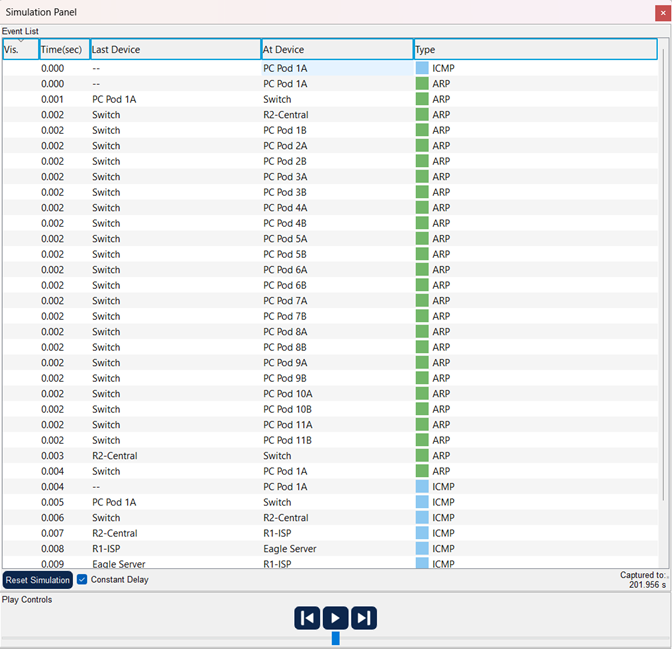 Simulation Panel
Event List
Vis. Time(sec) Last Device At Device Type
0.000 -- PC Pod 1A ICMP
0.000 -- PC Pod 1A ARP
0.001 PC Pod 1A Switch ARP
0.002 Switch R2-Central ARP
0.002 Switch PC Pod 1B ARP
0.002 Switch PC Pod 2A ARP
0.002 Switch PC Pod 2B ARP
0.002 Switch PC Pod 3A ARP
0.002 Switch PC Pod 3B ARP
0.002 Switch PC Pod 4A ARP
0.002 Switch PC Pod 4B ARP
0.002 Switch PC Pod 5A ARP
0.002 Switch PC Pod 5B ARP
0.002 Switch PC Pod 6A ARP
0.002 Switch PC Pod 6B ARP
0.002 Switch PC Pod 7A ARP
0.002 Switch PC Pod 7B ARP
0.002 Switch PC Pod 8A ARP
0.002 Switch PC Pod 8B ARP
0.002 Switch PC Pod 9A ARP
0.002 Switch PC Pod 9B ARP
0.002 Switch PC Pod 10A ARP
0.002 Switch PC Pod 10B ARP
0.002 Switch PC Pod 11A ARP
0.002 Switch PC Pod 11B ARP
0.003 R2-Central Switch ARP
0.004 Switch PC Pod 1A ARP
0.004 -- PC Pod 1A ICMP
0.005 PC Pod 1A Switch ICMP
0.006 Switch R2-Central ICMP
0.007 R2-Central R1-ISP ICMP
0.008 R1-ISP Eagle Server ICMP
0.009 Eagle Server R1-ISP ICMP
Reset Simulation Constant Delay Captured to:.
201.956 s
Play Controls